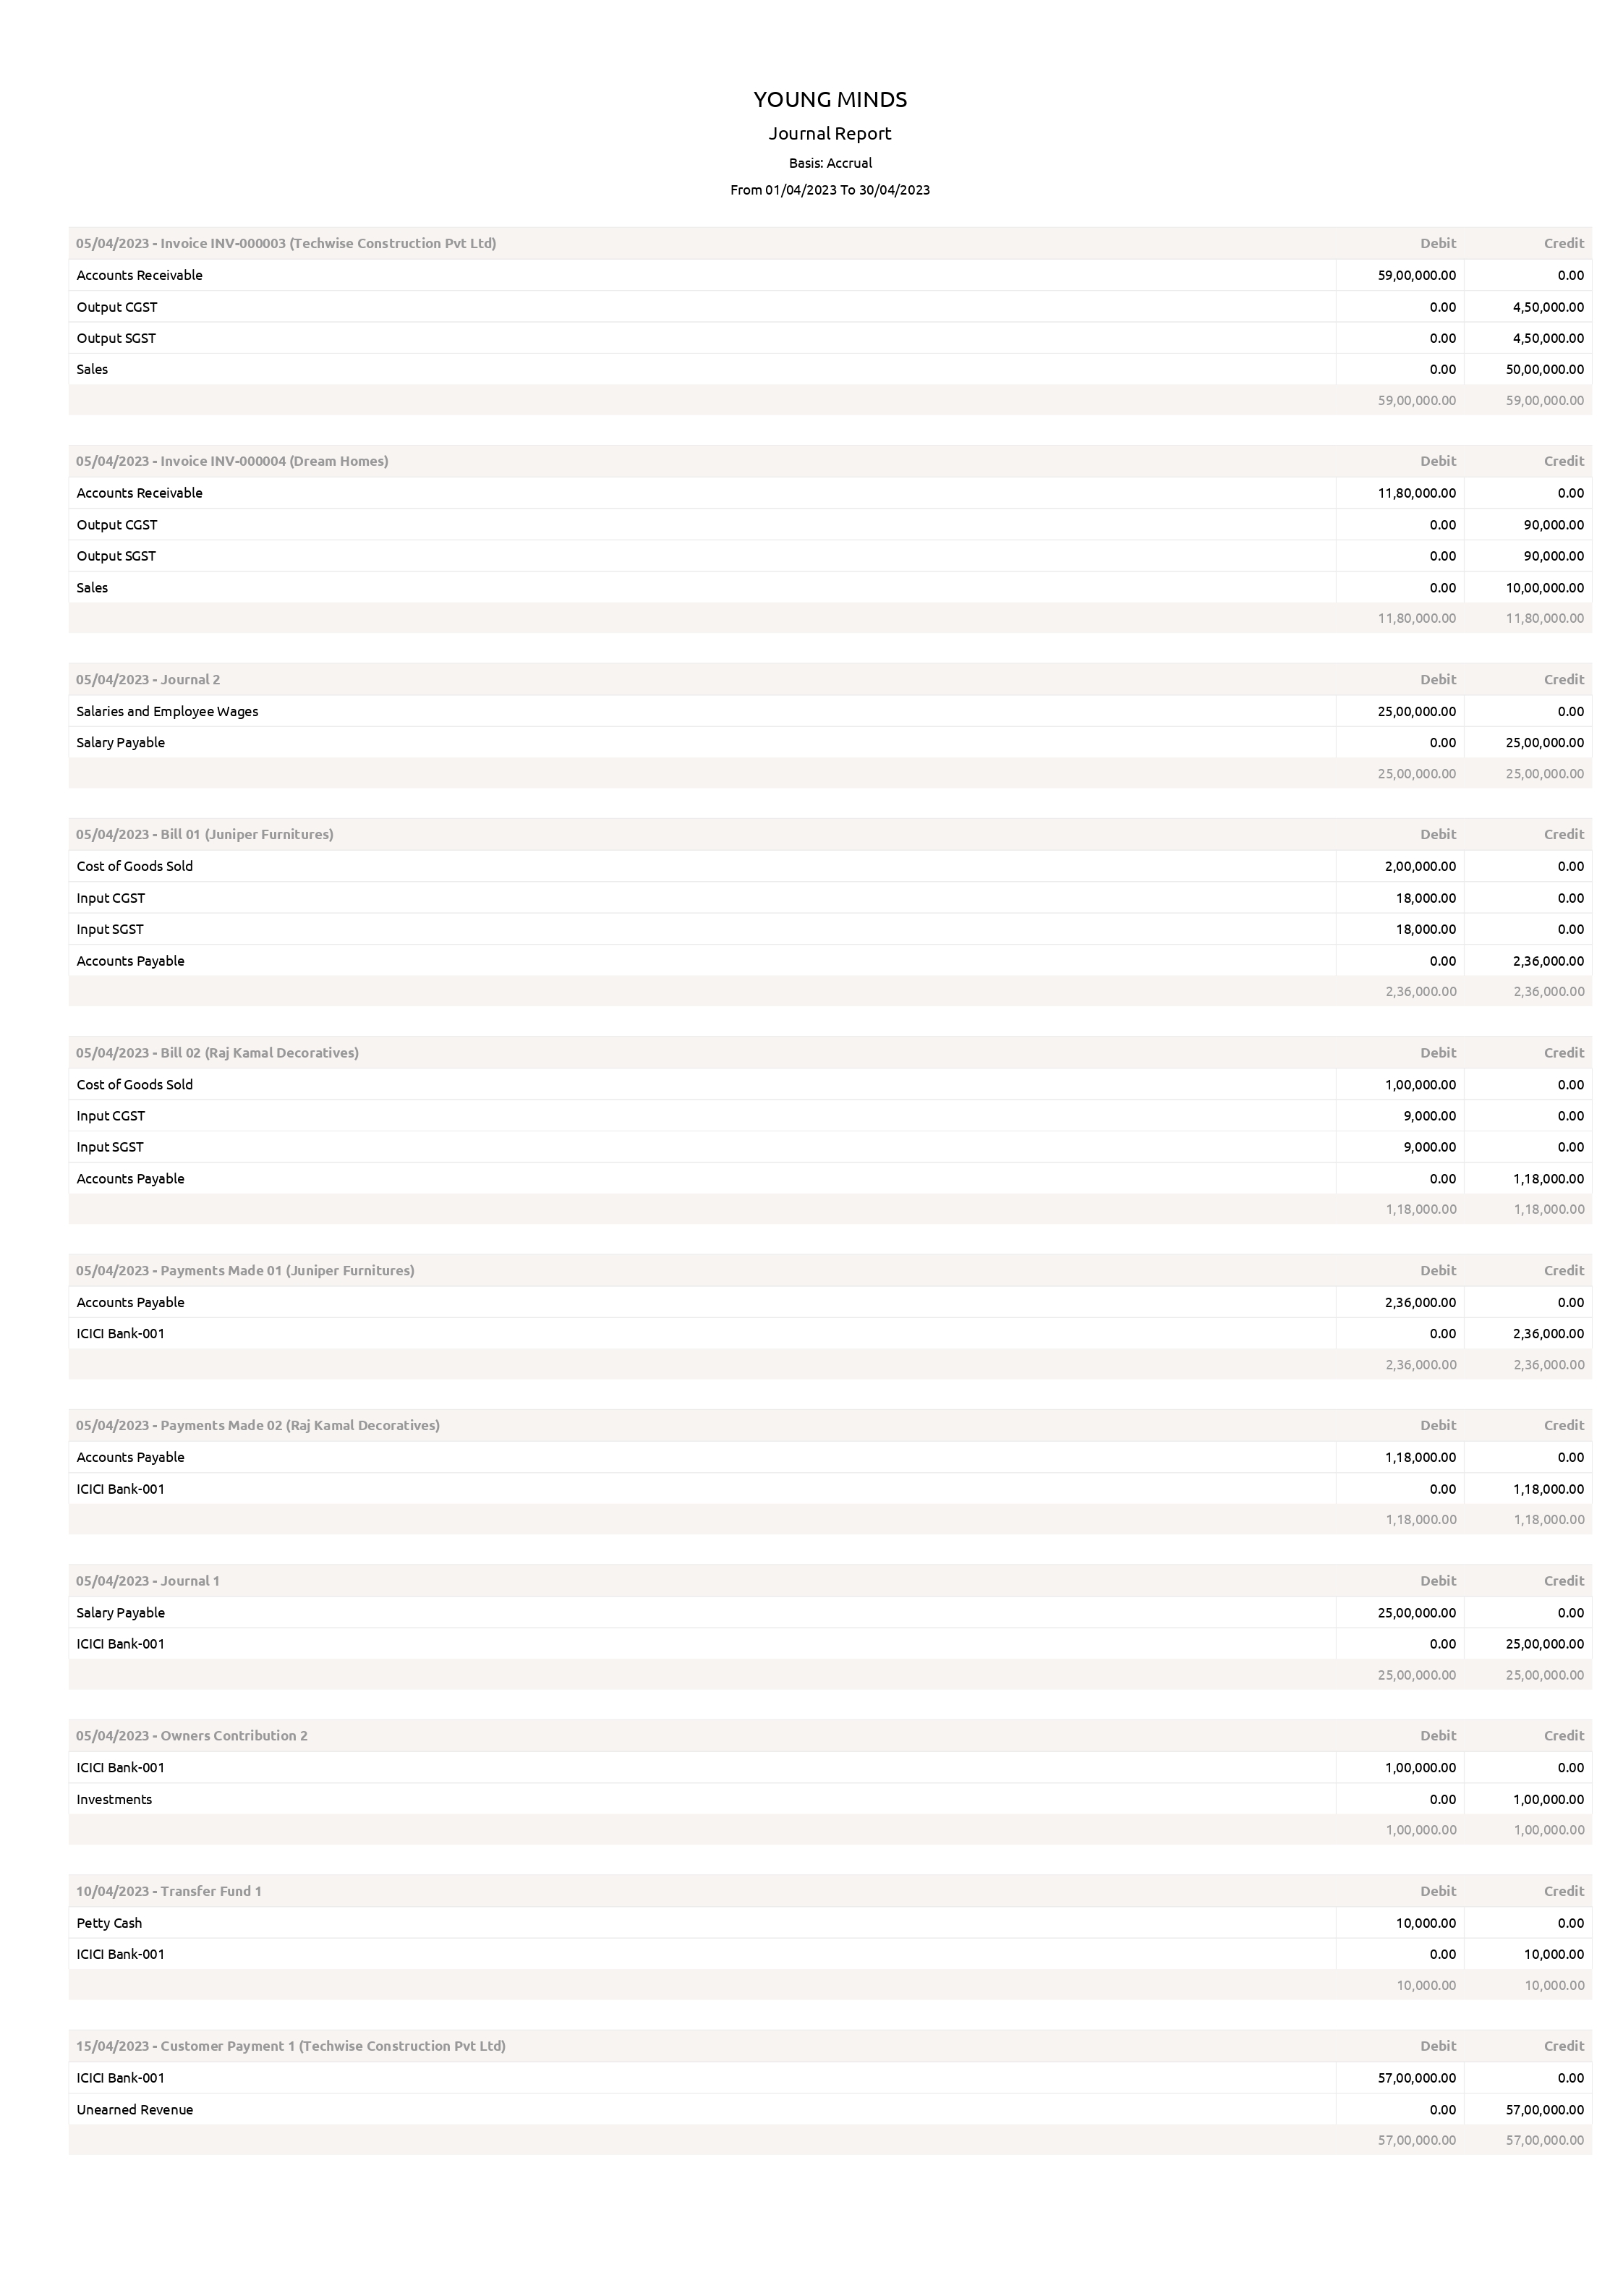 YOUNG MINDS
Journal Report
Basis: Accrual
From 01/04/2023 To 30/04/2023
05/04/2023 - Invoice INV-000003 (Techwise Construction Pvt Ltd) Debit Credit
Accounts Receivable 59,00,000.00 0.00
Output CGST 0.00 4,50,000.00
Output SGST 0.00 4,50,000.00
Sales 0.00 50,00,000.00
59,00,000.00 59,00,000.00
05/04/2023 - Invoice INV-000004 (Dream Homes) Debit Credit
Accounts Receivable 11,80,000.00 0.00
Output CGST 0.00 90,000.00
Output SGST 0.00 90,000.00
Sales 0.00 10,00,000.00
11,80,000.00 11,80,000.00
05/04/2023 - Journal 2 Debit Credit
Salaries and Employee Wages 25,00,000.00 0.00
Salary Payable 0.00 25,00,000.00
25,00,000.00 25,00,000.00
05/04/2023 - Bill 01 (Juniper Furnitures) Debit Credit
Cost of Goods Sold 2,00,000.00 0.00
Input CGST 18,000.00 0.00
Input SGST 18,000.00 0.00
Accounts Payable 0.00 2,36,000.00
2,36,000.00 2,36,000.00
05/04/2023 - Bill 02 (Raj Kamal Decoratives) Debit Credit
Cost of Goods Sold 1,00,000.00 0.00
Input CGST 9,000.00 0.00
Input SGST 9,000.00 0.00
Accounts Payable 0.00 1,18,000.00
1,18,000.00 1,18,000.00
05/04/2023 - Payments Made 01 (Juniper Furnitures) Debit Credit
Accounts Payable 2,36,000.00 0.00
ICICI Bank-001 0.00 2,36,000.00
2,36,000.00 2,36,000.00
05/04/2023 - Payments Made 02 (Raj Kamal Decoratives) Debit Credit
Accounts Payable 1,18,000.00 0.00
ICICI Bank-001 0.00 1,18,000.00
1,18,000.00 1,18,000.00
05/04/2023 - Journal 1 Debit Credit
Salary Payable 25,00,000.00 0.00
ICICI Bank-001 0.00 25,00,000.00
25,00,000.00 25,00,000.00
05/04/2023 - Owners Contribution 2 Debit Credit
ICICI Bank-001 1,00,000.00 0.00
Investments 0.00 1,00,000.00
1,00,000.00 1,00,000.00
10/04/2023 - Transfer Fund 1 Debit Credit
Petty Cash 10,000.00 0.00
ICICI Bank-001 0.00 10,000.00
10,000.00 10,000.00
15/04/2023 - Customer Payment 1 (Techwise Construction Pvt Ltd) Debit Credit
ICICI Bank-001 57,00,000.00 0.00
Unearned Revenue 0.00 57,00,000.00
57,00,000.00 57,00,000.00